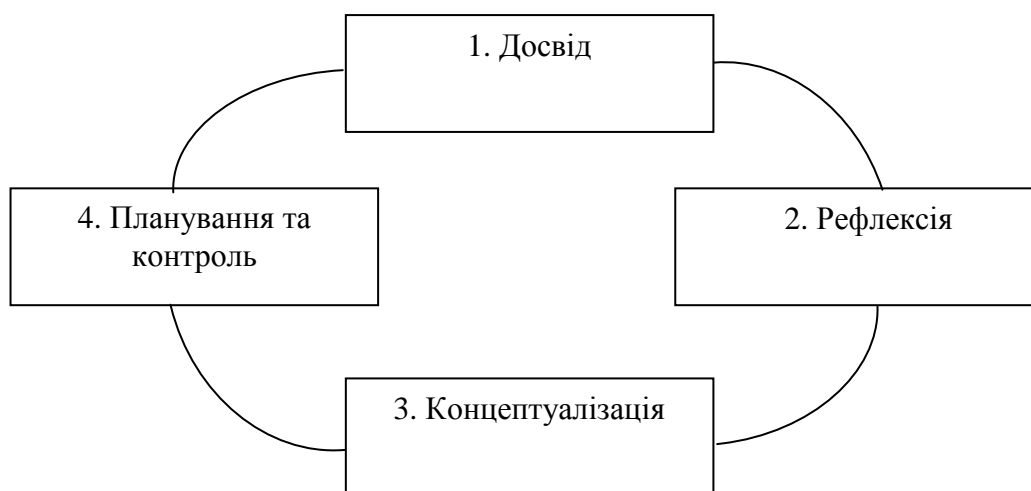 1. Досвід
4. Планування та
контроль
2. Рефлексія
3. Концептуалізація